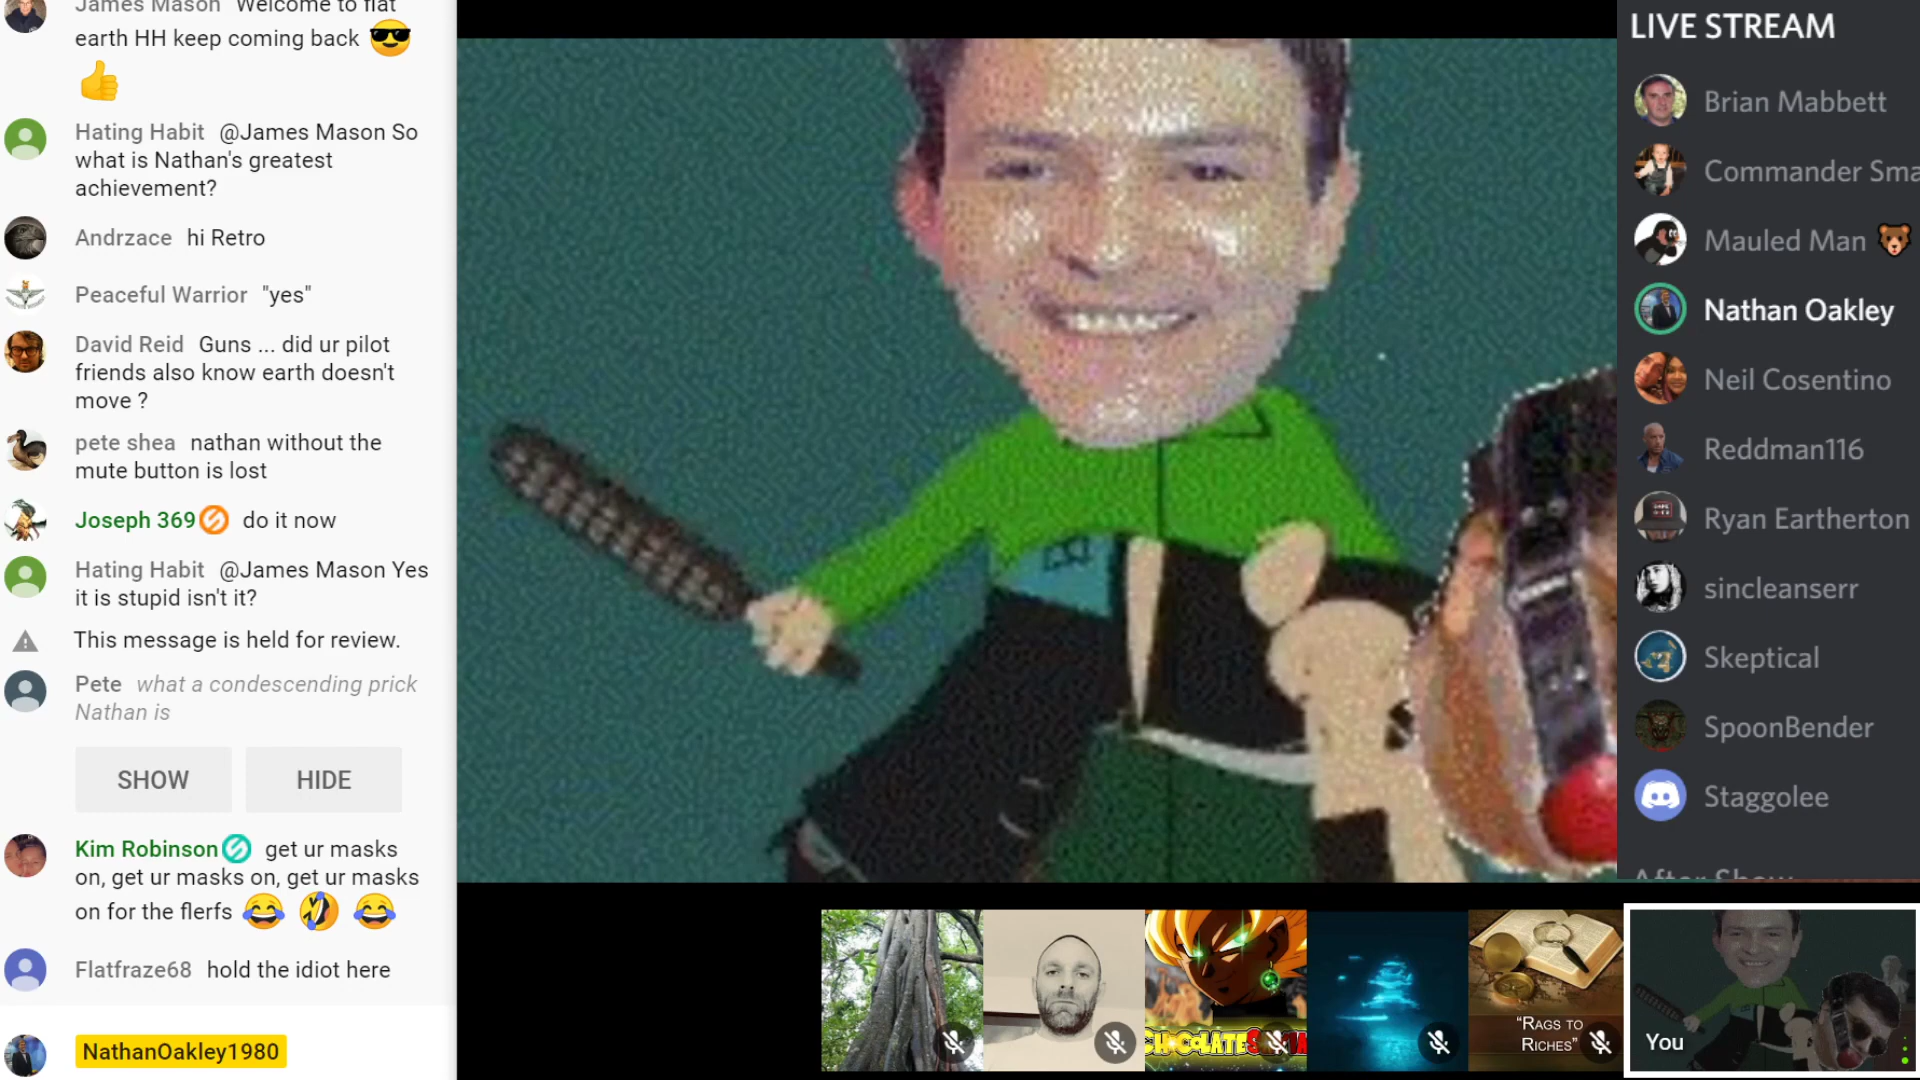 James Mason Welcome to flat
earth HH keep coming back
Hating Habit @James Mason So
what is Nathan's greatest
achievement?
Andrzace hi Retro
Peaceful Warrior "yes"
David Reid Guns ... did ur pilot
friends also know earth doesn't
move ?
pete shea nathan without the
mute button is lost
Joseph 369 do it now
Hating Habit @James Mason Yes
it is stupid isn't it?
This message is held for review.
Pete what a condescending prick
Nathan is
SHOW HIDE
Kim Robinson get ur masks
on, get ur masks on, get ur masks
on for the flerfs
Flatfraze68 hold the idiot here
NathanOakley1980
LIVE STREAM
Brian Mabbett
Commander Sma
Mauled Man
Nathan Oakley
Neil Cosentino
Reddman116
Ryan Eartherton
sincleanserr
Skeptical
SpoonBender
Staggolee
After Show
"RAGS TO
RICHES"
You